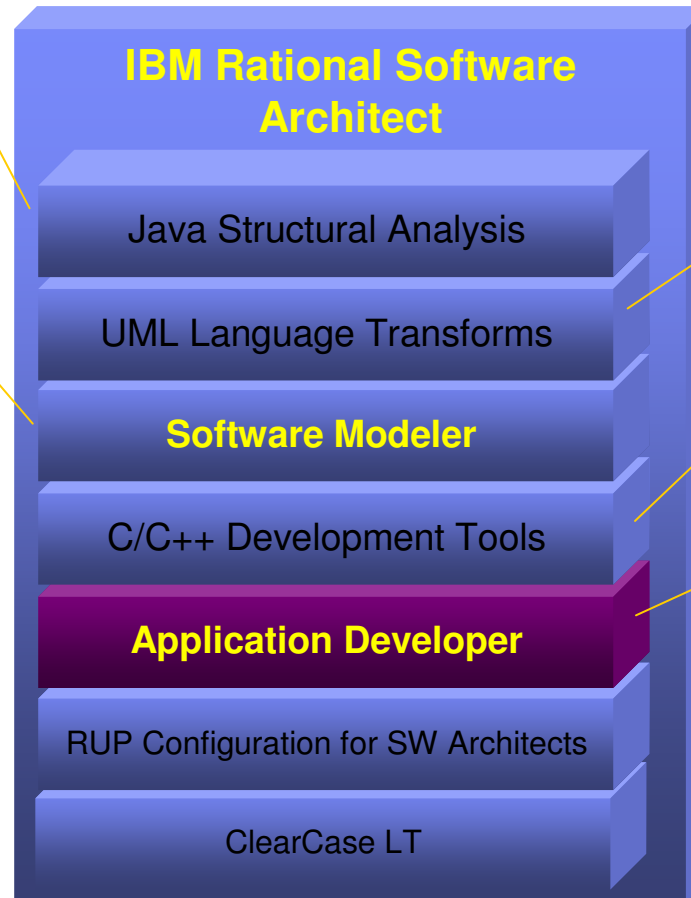 IBM Rational Software
Architect
Java Structural Analysis
UML Language Transforms
Software Modeler
C/C++ Development Tools
Application Developer
RUP Configuration for SW Architects
ClearCase LT